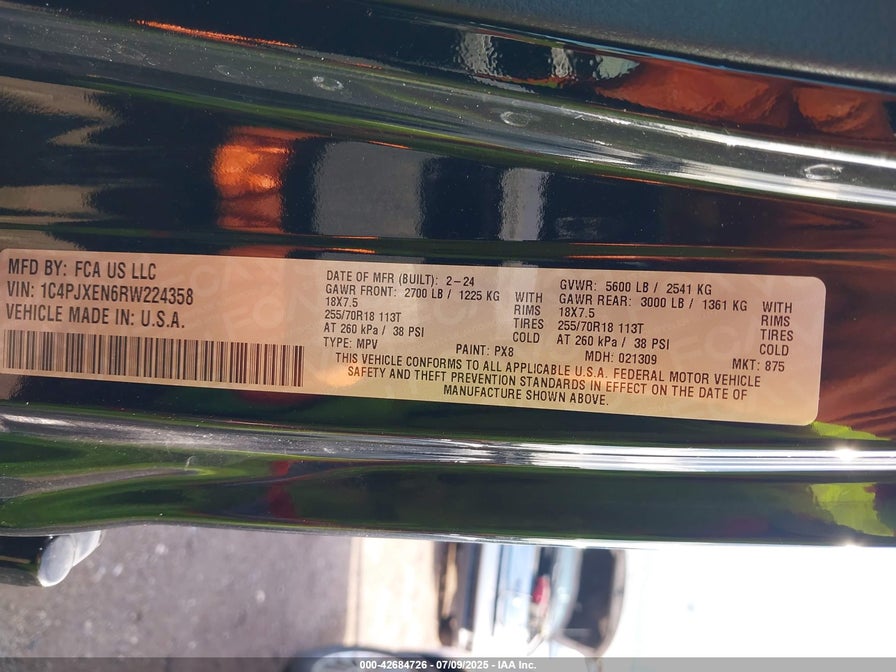 MFD BY: FCA US LLC
VIN: 1C4PJXEN6RW224358
VEHICLE MADE IN: U.S.A.
DATE OF MFR (BUILT): 2-24
GAWR FRONT: 2700 LB / 1225 KG WITH
18X7.5 RIMS
255/70R18 113T TIRES
AT 260 kPa / 38 PSI COLD
TYPE: MPV PAINT: PX8
GVWR: 5600 LB / 2541 KG
GAWR REAR: 3000 LB / 1361 KG WITH
18X7.5 RIMS
255/70R18 113T TIRES
AT 260 kPa / 38 PSI COLD
MDH: 021309 MKT: 875
THIS VEHICLE CONFORMS TO ALL APPLICABLE U.S.A. FEDERAL MOTOR VEHICLE
SAFETY AND THEFT PREVENTION STANDARDS IN EFFECT ON THE DATE OF
MANUFACTURE SHOWN ABOVE.
000-42684726 - 07/09/2025 - IAA Inc.